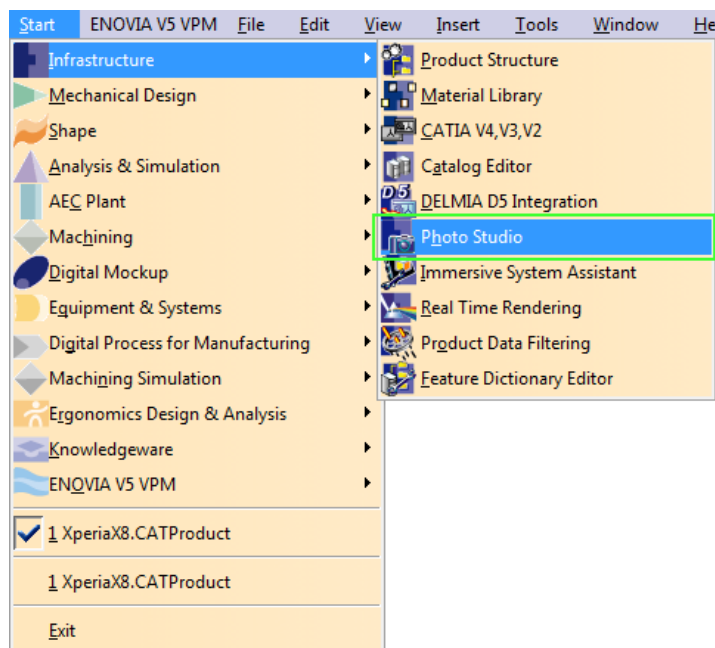 Start ENOVIA V5 VPM File Edit View Insert Tools Window He
Infrastructure
Mechanical Design
Shape
Analysis & Simulation
AEC Plant
Machining
Digital Mockup
Equipment & Systems
Digital Process for Manufacturing
Machining Simulation
Ergonomics Design & Analysis
Knowledgeware
ENOVIA V5 VPM
1 XperiaX8.CATProduct
1 XperiaX8.CATProduct
Exit
Product Structure
Material Library
CATIA V4,V3,V2
Catalog Editor
D5
DELMIA D5 Integration
Photo Studio
Immersive System Assistant
Real Time Rendering
Product Data Filtering
Feature Dictionary Editor